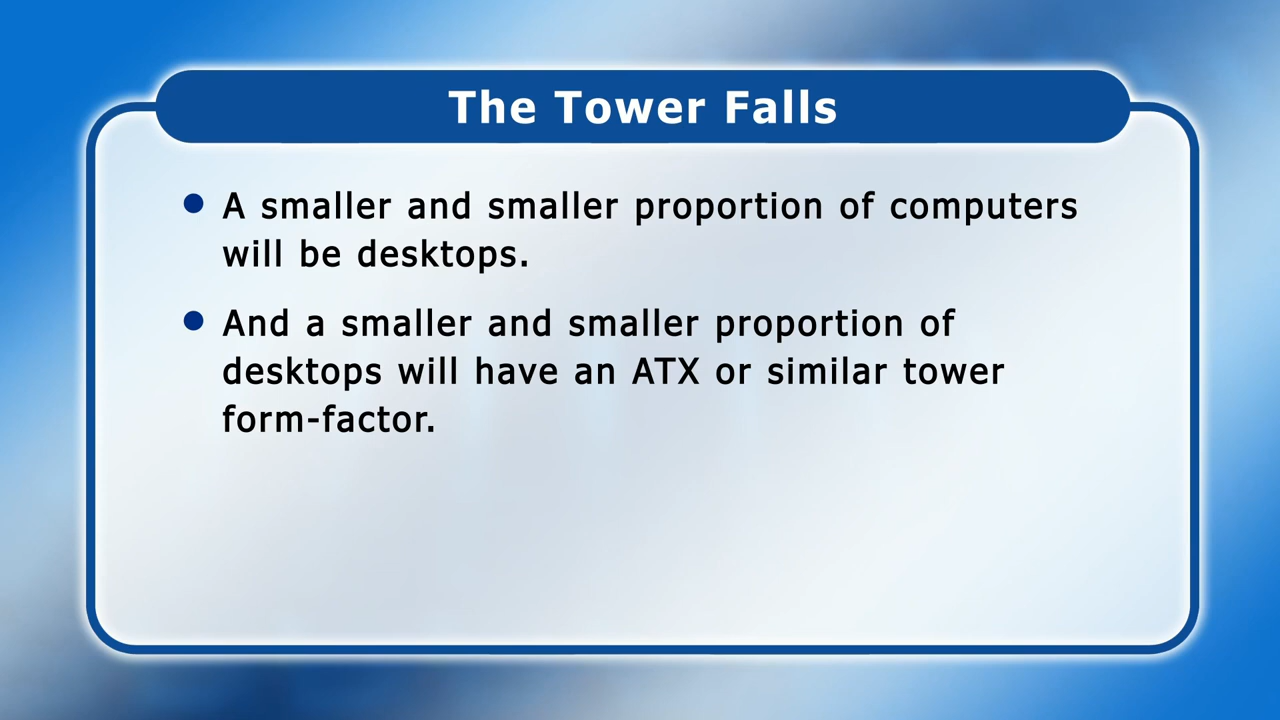 The Tower Falls
A smaller and smaller proportion of computers
will be desktops.
And a smaller and smaller proportion of
desktops will have an ATX or similar tower
form-factor.